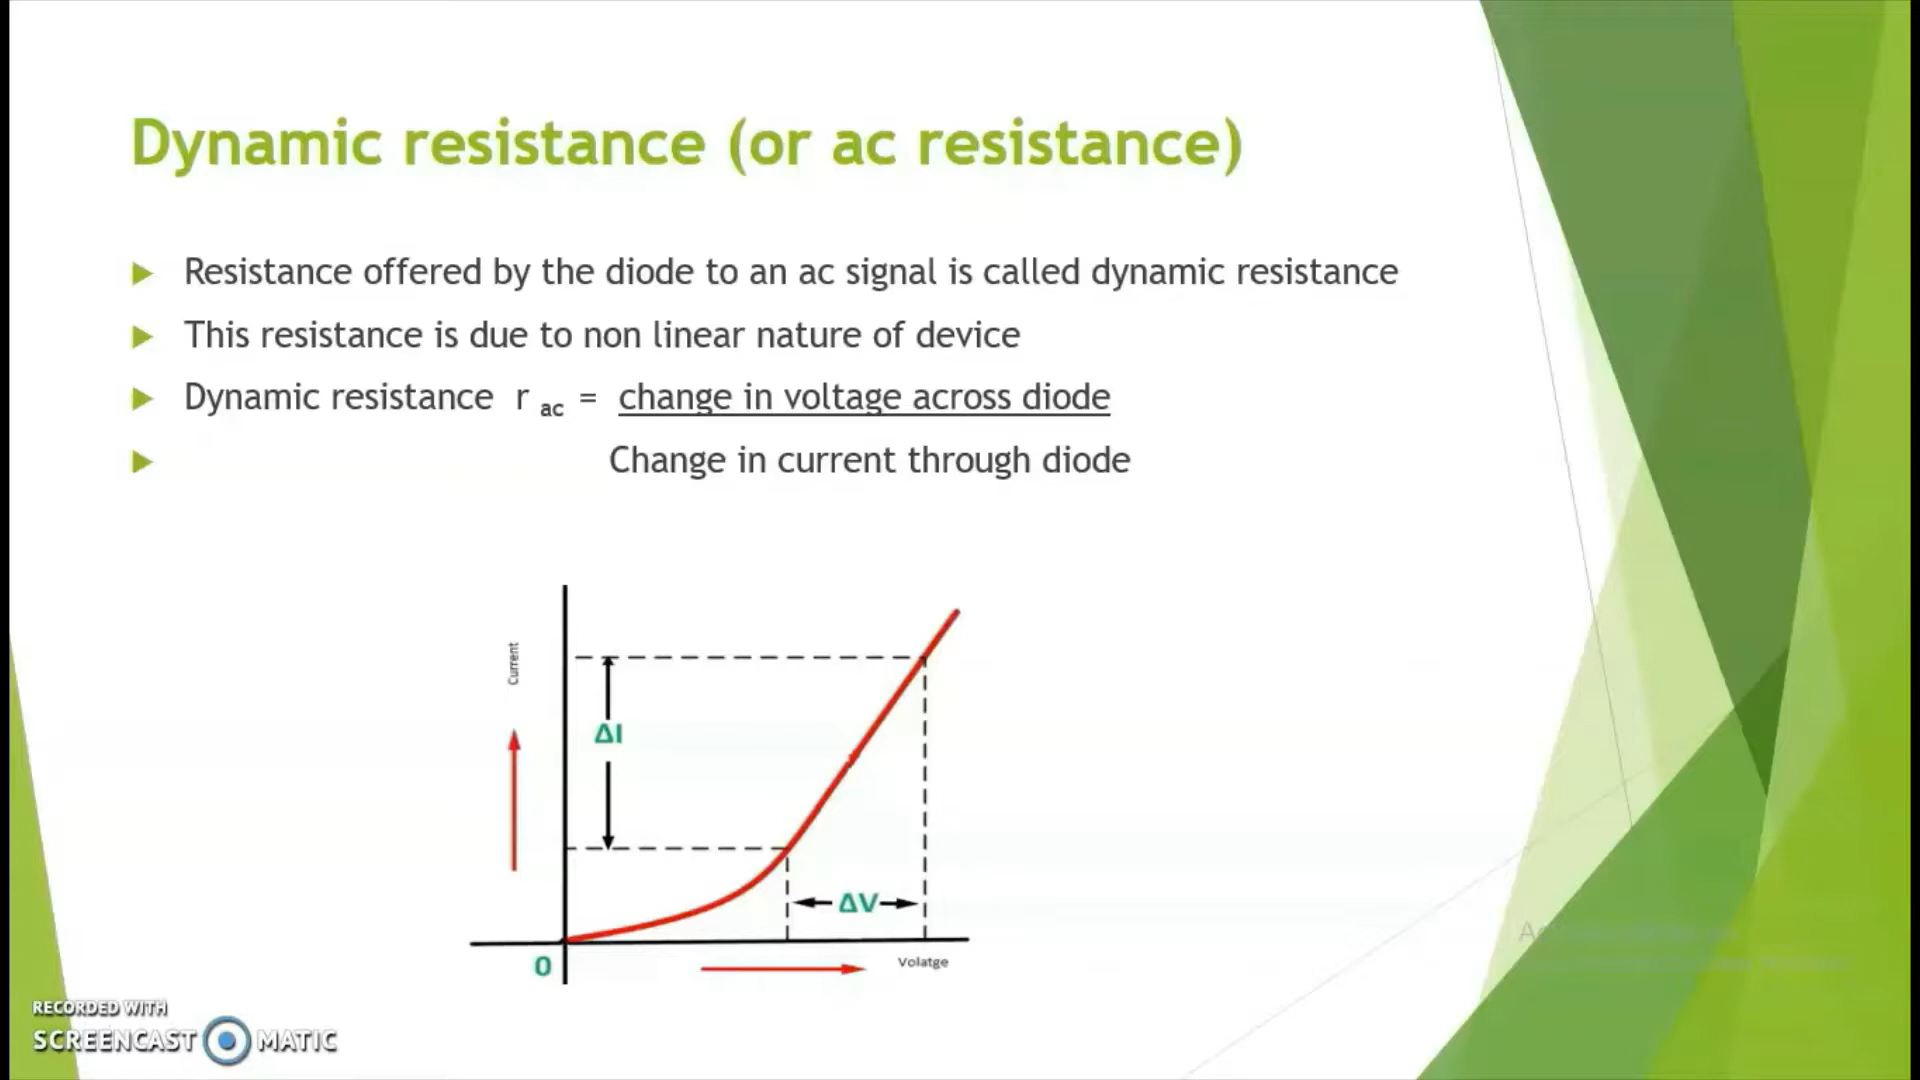 Dynamic resistance (or ac resistance)
Resistance offered by the diode to an ac signal is called dynamic resistance
This resistance is due to non linear nature of device
Dynamic resistance r ac = change in voltage across diode
Change in current through diode
Current
ΔI
ΔV
0
Volatge
RECORDED WITH
SCREENCAST MATIC